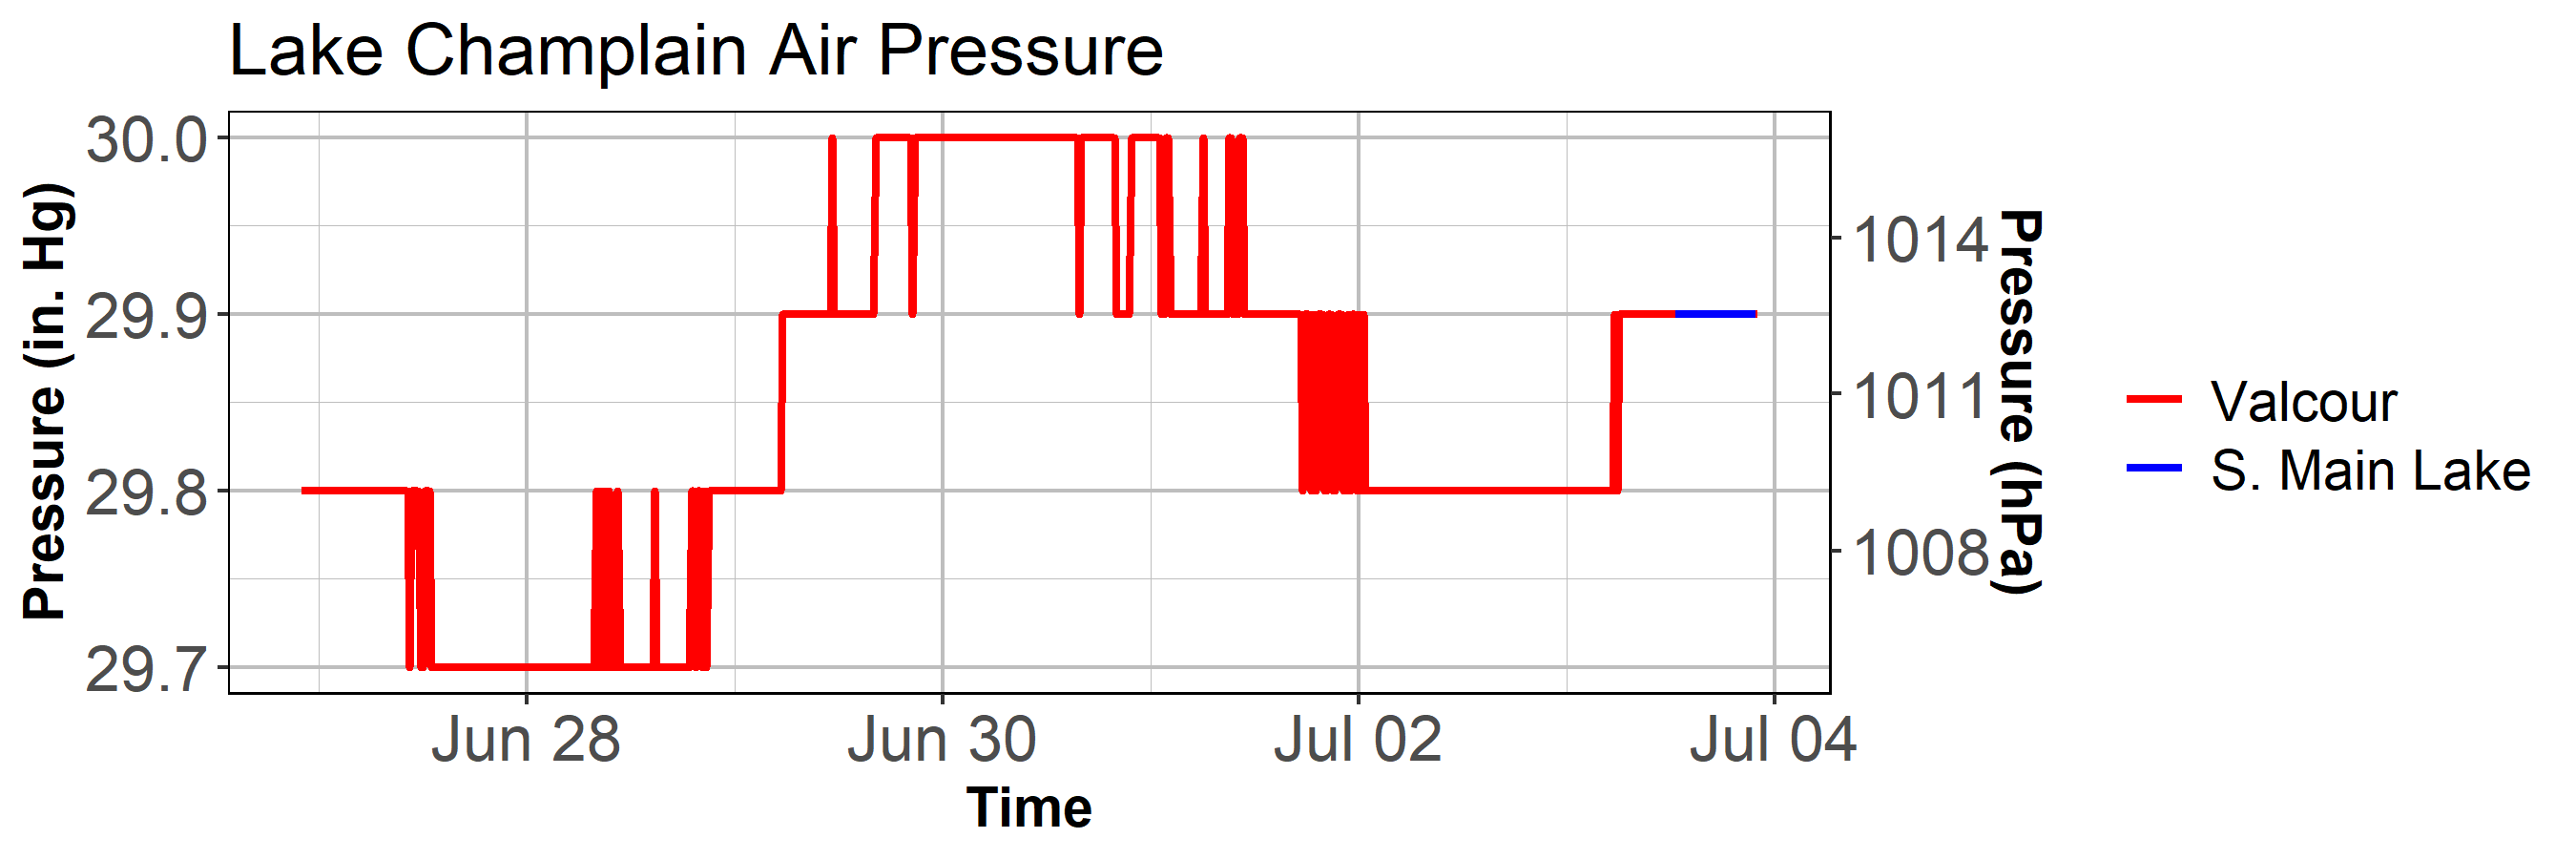 Lake Champlain Air Pressure
Pressure (in. Hg)
30.0
29.9
29.8
29.7
Jun 28
Jun 30
Jul 02
Jul 04
Time
1014
1011
1008
Pressure (hPa)
Valcour
S. Main Lake